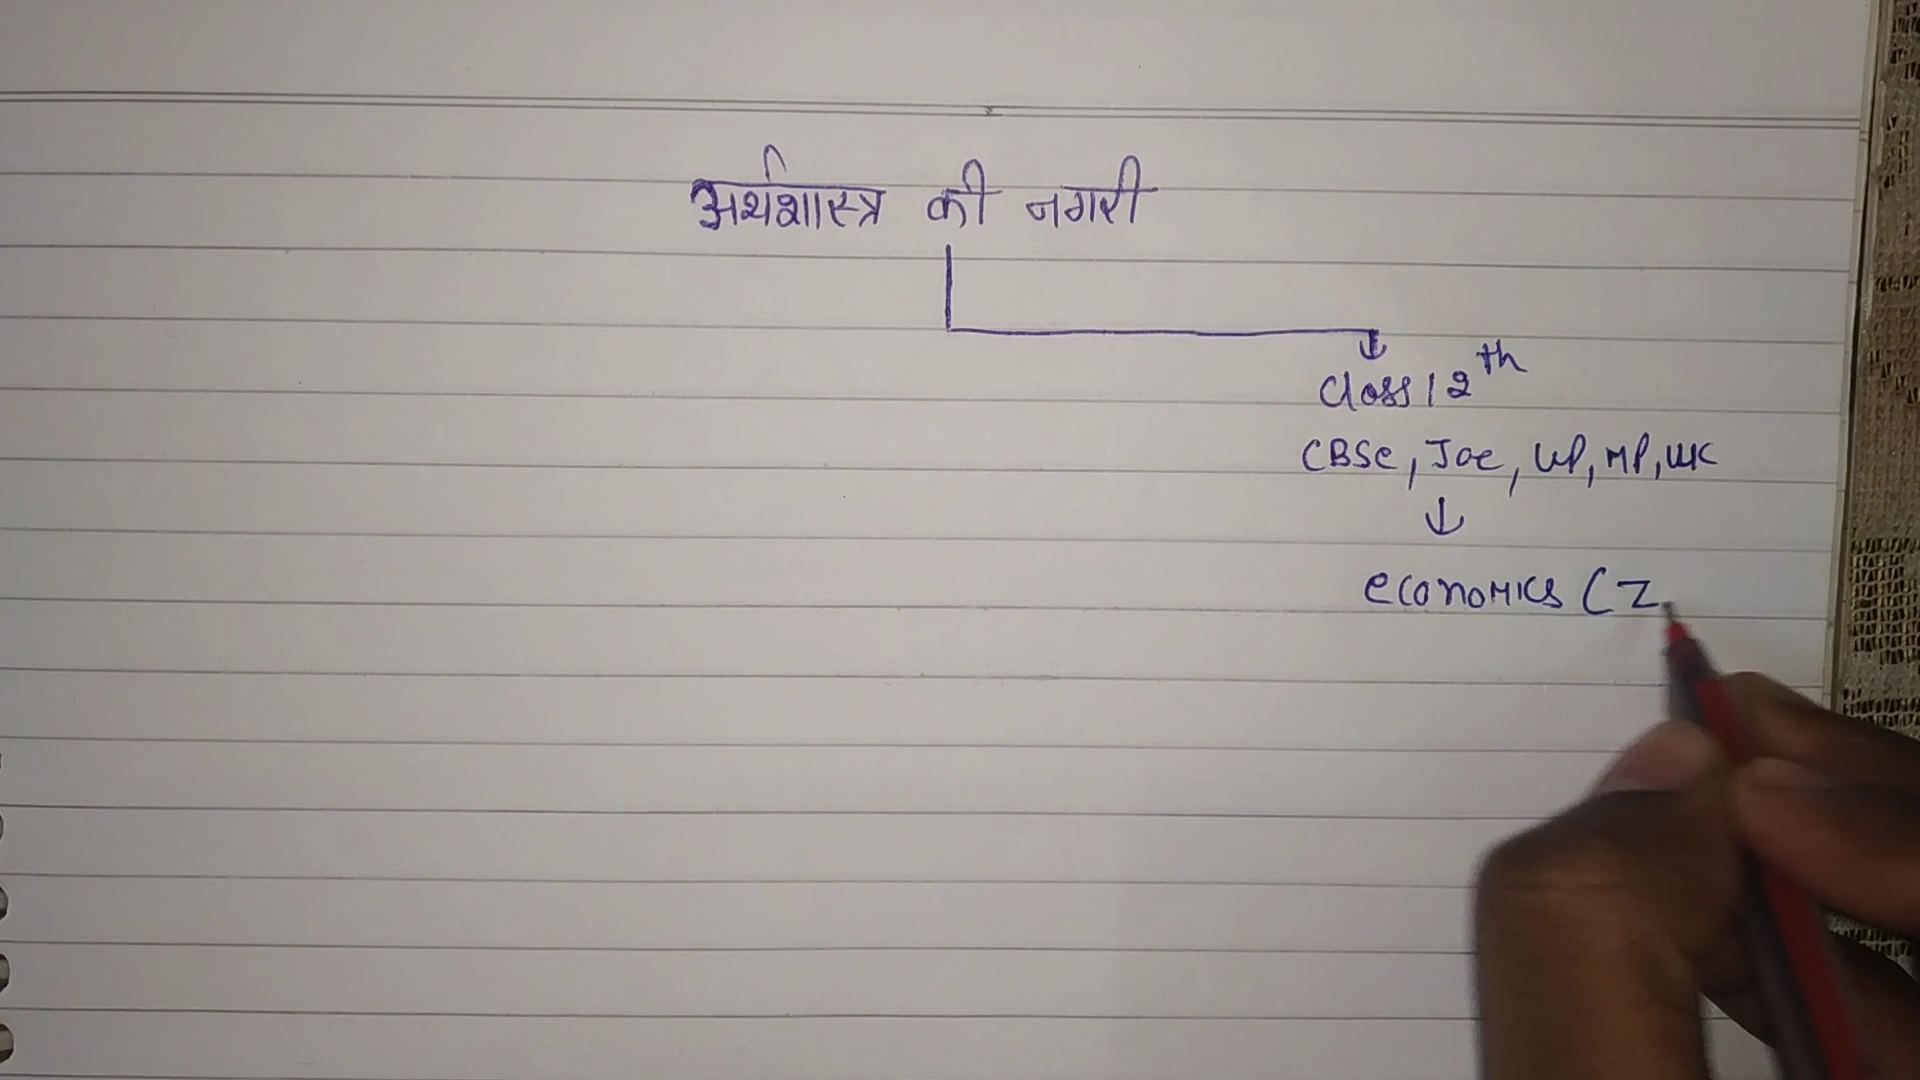 अर्थशास्त्र की नगरी
Class 12th
CBSE, Jac, UP, MP, UK
economics (I